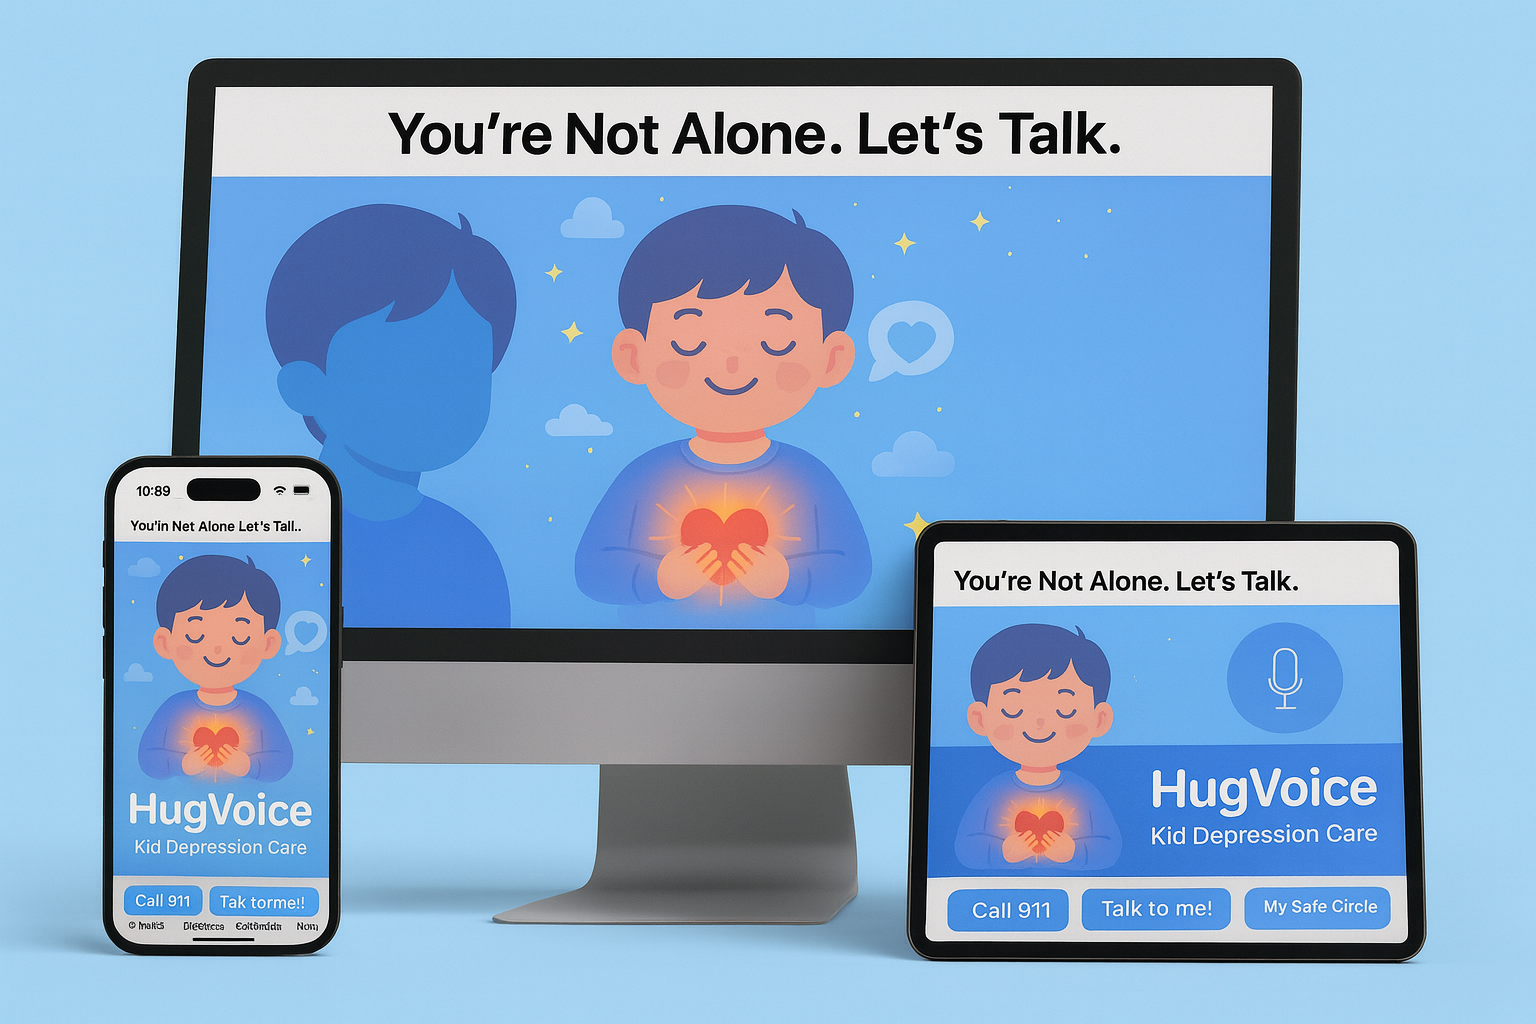 You're Not Alone. Let's Talk.
10:89
You'in Net Alone Let's Tall..
HugVoice
Kid Depression Care
Call 911
Tak torme!!
You're Not Alone. Let's Talk.
HugVoice
Kid Depression Care
Call 911
Talk to me!
My Safe Circle